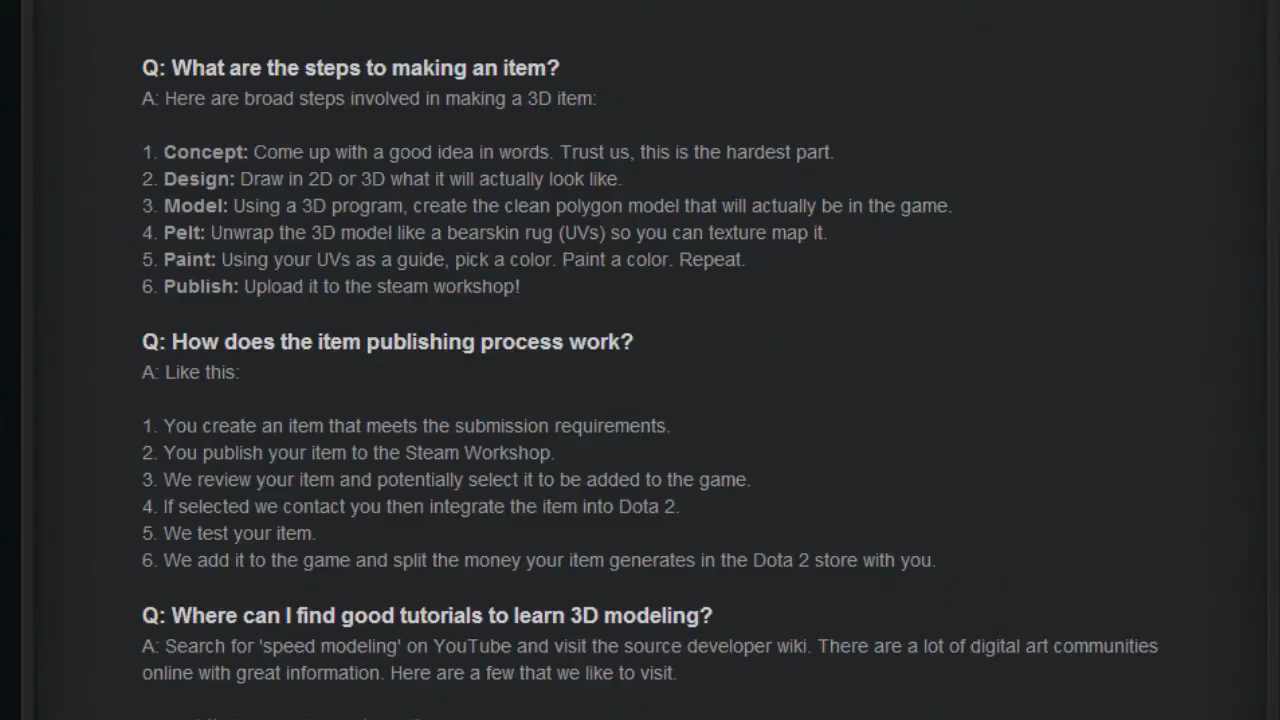 Q: What are the steps to making an item?
A: Here are broad steps involved in making a 3D item:
1. Concept: Come up with a good idea in words. Trust us, this is the hardest part.
2. Design: Draw in 2D or 3D what it will actually look like.
3. Model: Using a 3D program, create the clean polygon model that will actually be in the game.
4. Pelt: Unwrap the 3D model like a bearskin rug (UVs) so you can texture map it.
5. Paint: Using your UVs as a guide, pick a color. Paint a color. Repeat.
6. Publish: Upload it to the steam workshop!
Q: How does the item publishing process work?
A: Like this:
1. You create an item that meets the submission requirements.
2. You publish your item to the Steam Workshop.
3. We review your item and potentially select it to be added to the game.
4. If selected we contact you then integrate the item into Dota 2.
5. We test your item.
6. We add it to the game and split the money your item generates in the Dota 2 store with you.
Q: Where can I find good tutorials to learn 3D modeling?
A: Search for 'speed modeling' on YouTube and visit the source developer wiki. There are a lot of digital art communities
online with great information. Here are a few that we like to visit.